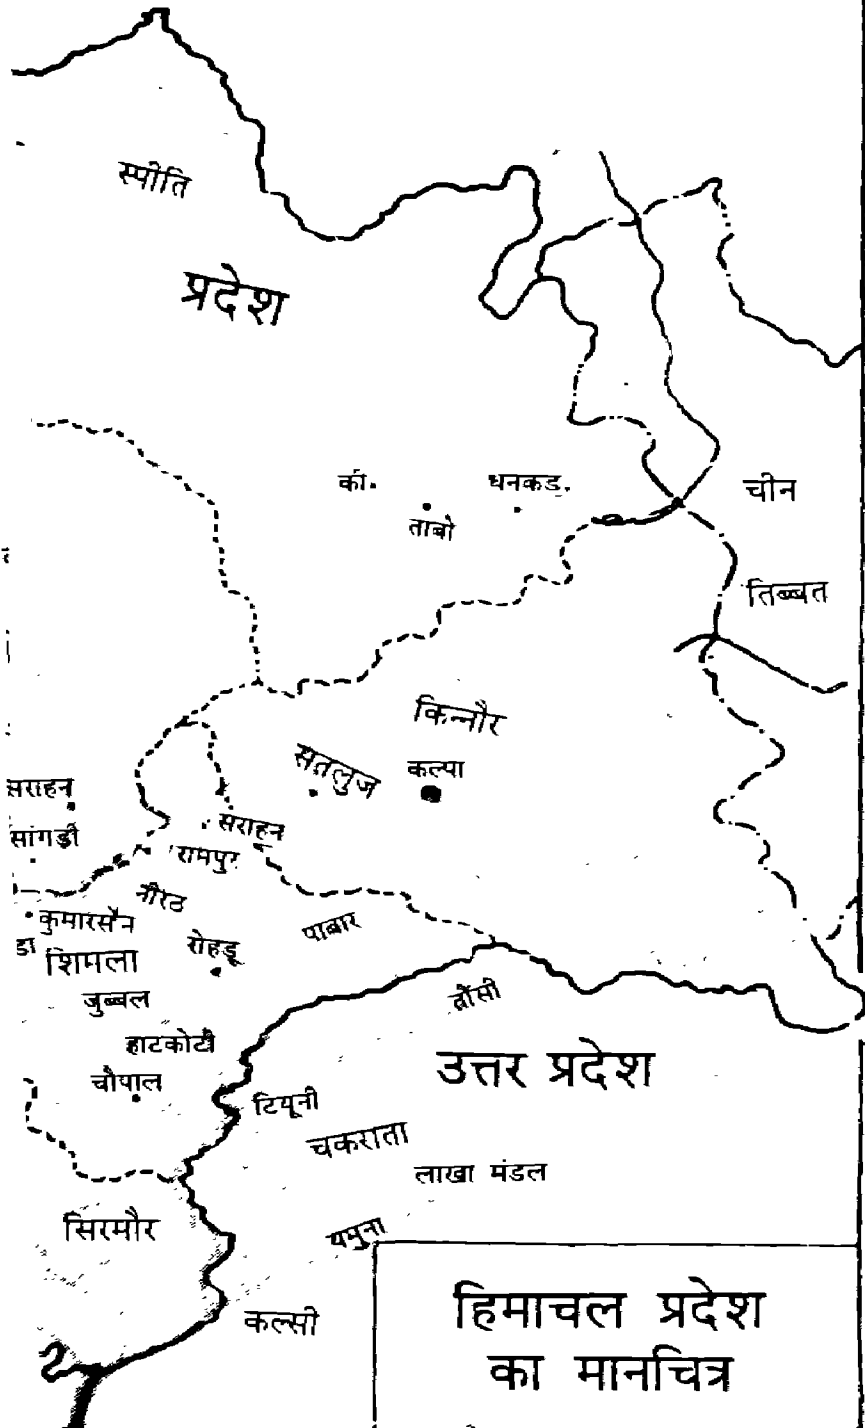 स्पीति
प्रदेश
की.
धनकड.
ताबो
चीन
तिब्बत
किन्नौर
सतलुज
कल्पा
सराहन
सांगड़ी
सराहन
रामपुर
नीरठ
कुमारसैन
डा
शिमला
रोहड़ू
पाबार
जुब्बल
हाटकोटी
चौपाल
तौंसी
उत्तर प्रदेश
टियूनी
चकराता
लाखा मंडल
सिरमौर
यमुना
कल्सी
हिमाचल प्रदेश
का मानचित्र